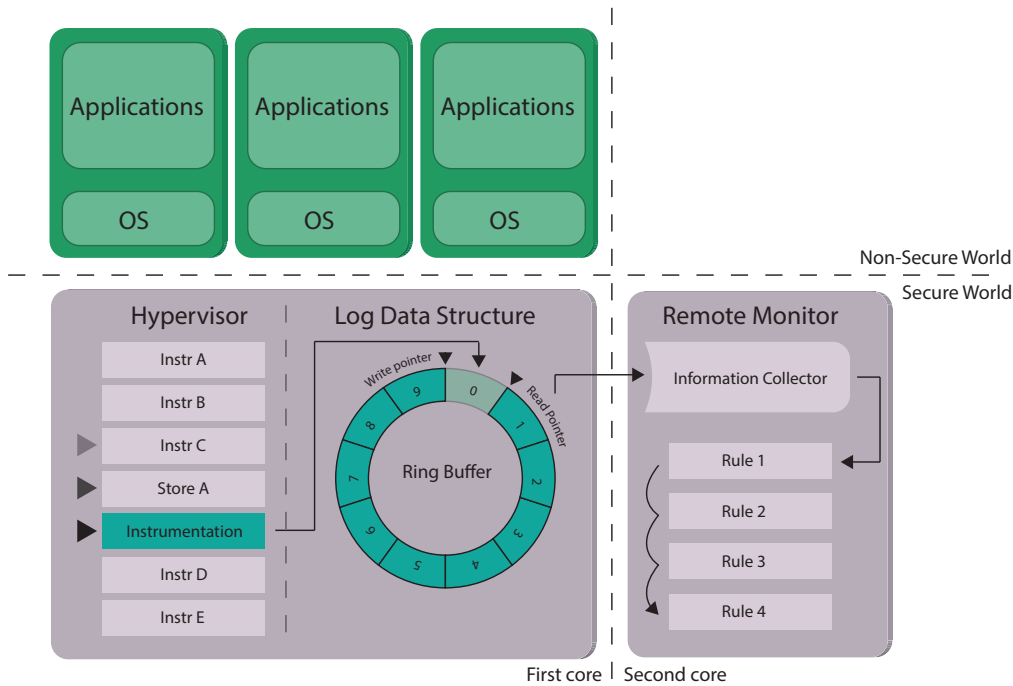 Applications
Applications
Applications
OS
OS
OS
Non-Secure World
Secure World
Hypervisor
Instr A
Instr B
Instr C
Store A
Instrumentation
Instr D
Instr E
Log Data Structure
Write pointer
Read Pointer
0
1
2
3
4
5
6
7
8
9
Ring Buffer
Remote Monitor
Information Collector
Rule 1
Rule 2
Rule 3
Rule 4
First core
Second core